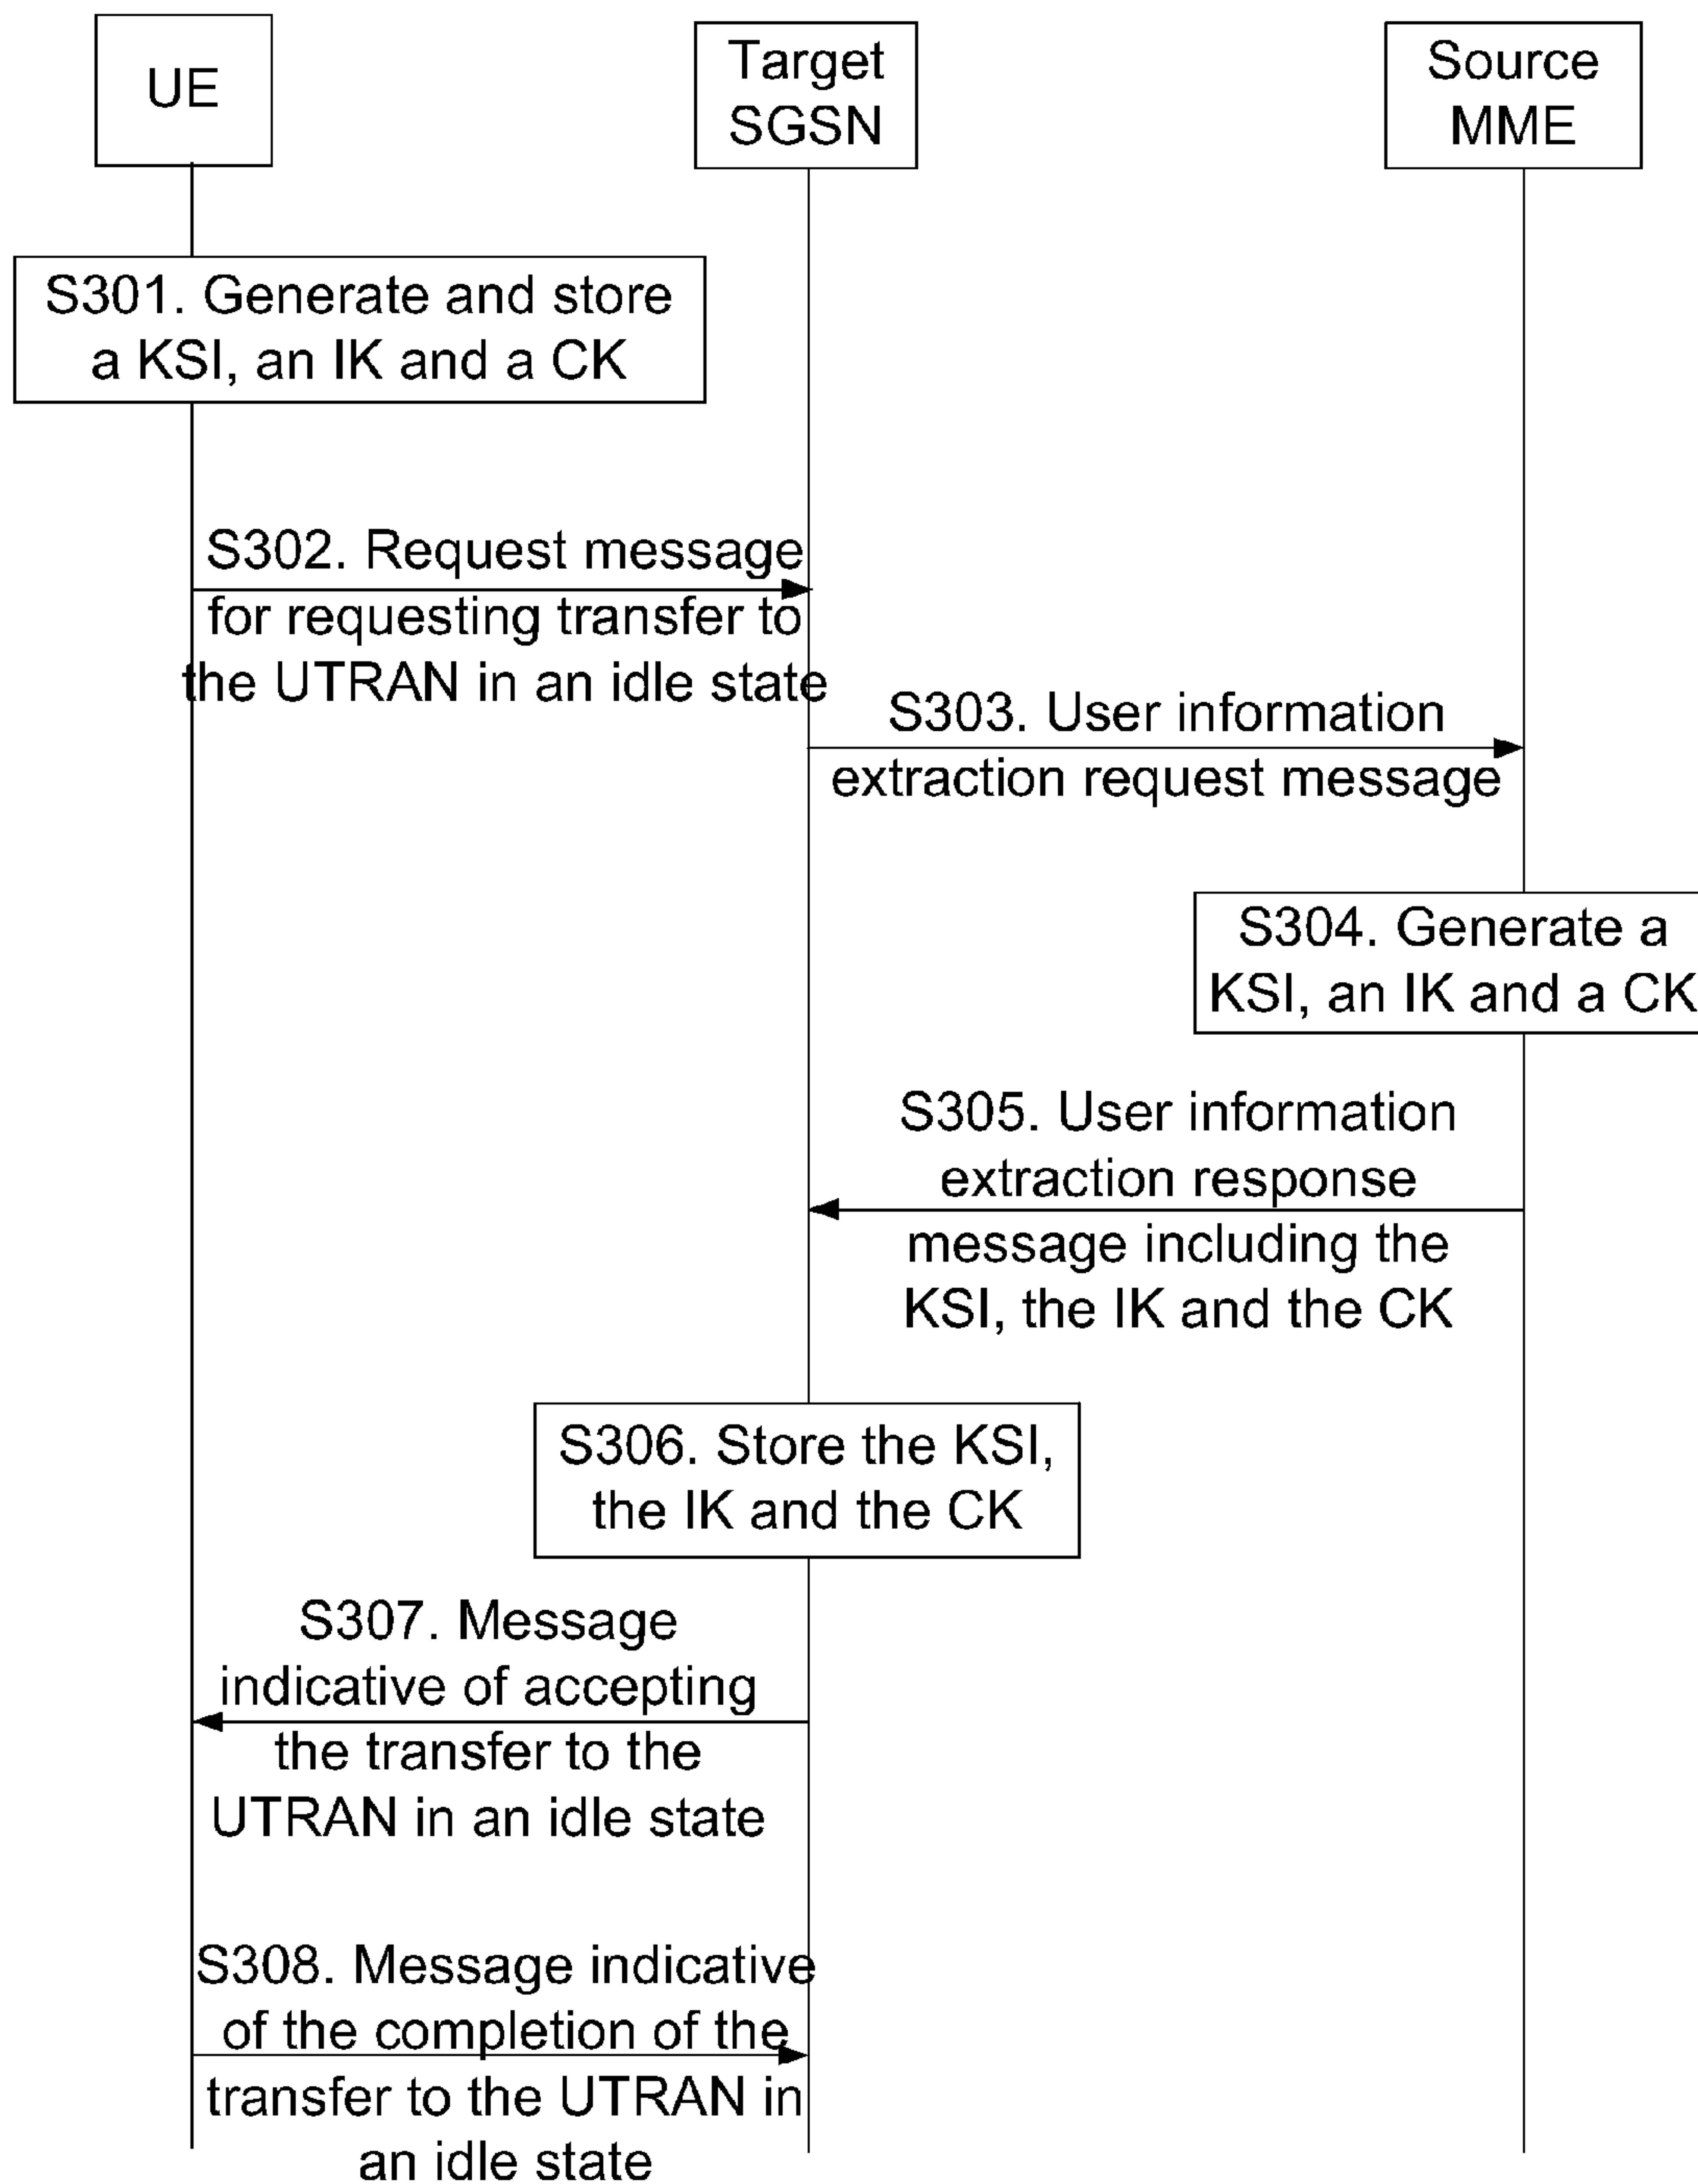 UE
Target
SGSN
Source
MME
S301. Generate and store
a KSI, an IK and a CK
S302. Request message
for requesting transfer to
the UTRAN in an idle state
S303. User information
extraction request message
S304. Generate a
KSI, an IK and a CK
S305. User information
extraction response
message including the
KSI, the IK and the CK
S306. Store the KSI,
the IK and the CK
S307. Message
indicative of accepting
the transfer to the
UTRAN in an idle state
S308. Message indicative
of the completion of the
transfer to the UTRAN in
an idle state